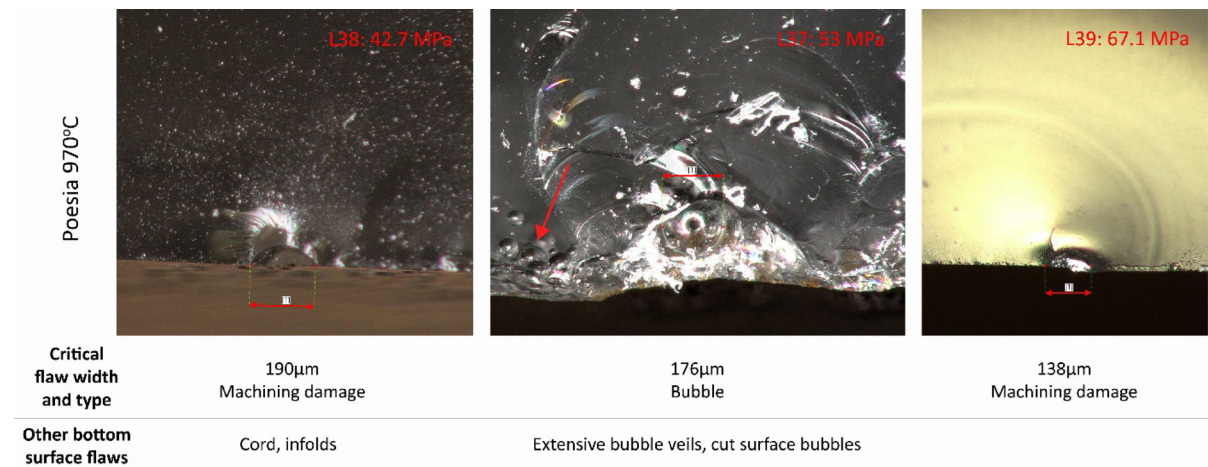 L38: 42.7 MPa
L37: 53 MPa
L39: 67.1 MPa
Poesia 970°C
Critical
flaw width
and type
190µm
Machining damage
176µm
Bubble
138µm
Machining damage
Other bottom
surface flaws
Cord, infolds
Extensive bubble veils, cut surface bubbles